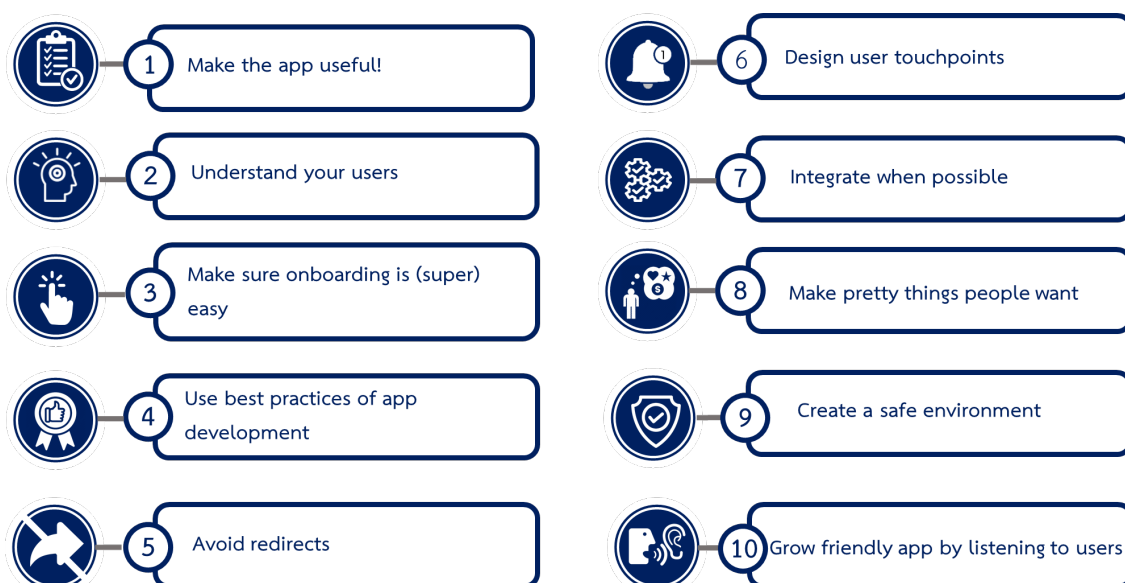 1
Make the app useful!
2
Understand your users
3
Make sure onboarding is (super)
easy
4
Use best practices of app
development
5
Avoid redirects
1
6
Design user touchpoints
7
Integrate when possible
$
8
Make pretty things people want
9
Create a safe environment
10
Grow friendly app by listening to users